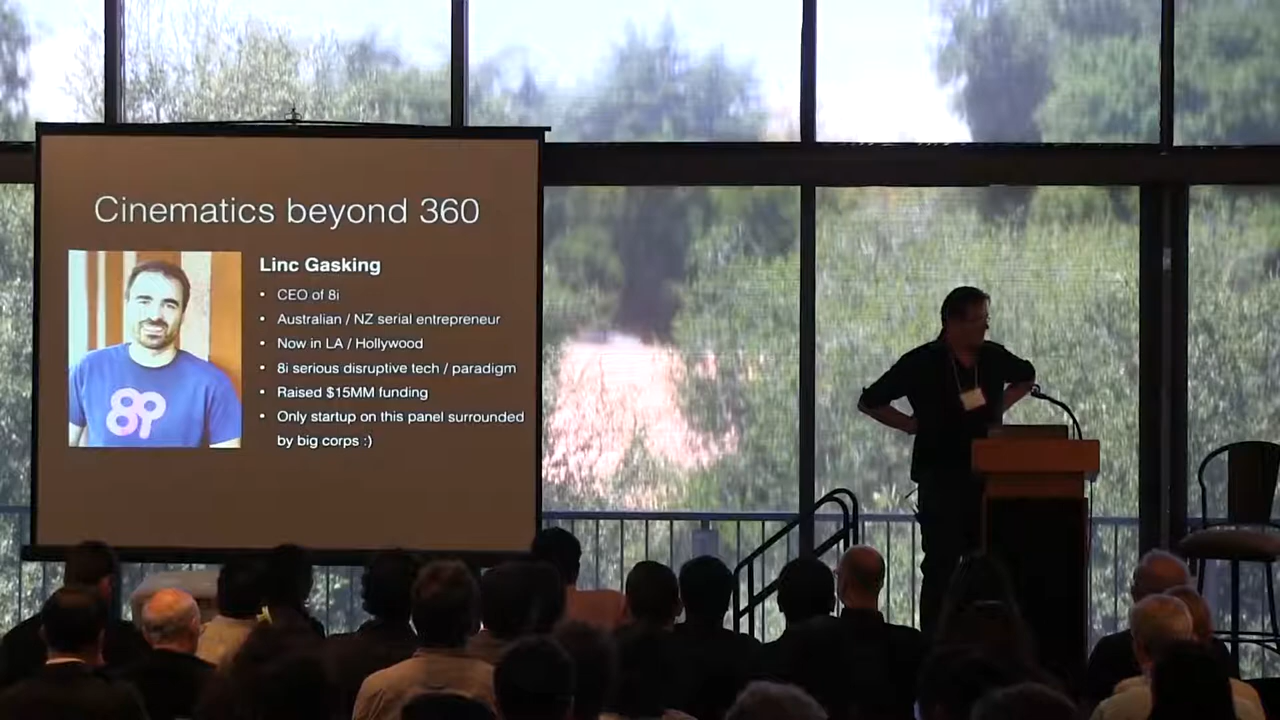 Cinematics beyond 360
Linc Gasking
• CEO of 8i
• Australian / NZ serial entrepreneur
• Now in LA / Hollywood
• 8i serious disruptive tech / paradigm
• Raised $15MM funding
• Only startup on this panel surrounded
by big corps :)
8i